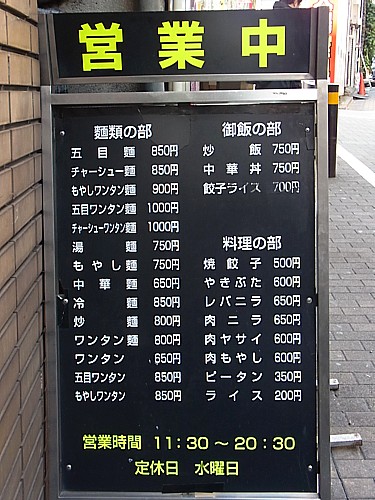 営業中
麺類の部
五目麺 850円
チャーシュー麺 850円
もやしワンタン麺 900円
五目ワンタン麺 1000円
チャーシューワンタン麺 1000円
湯麺 750円
もやし麺 750円
中華麺 650円
冷麺 850円
炒麺 800円
ワンタン麺 800円
ワンタン 650円
五目ワンタン 850円
もやしワンタン 850円
御飯の部
炒飯 750円
中華丼 750円
餃子ライス 700円
料理の部
焼餃子 500円
やきぶた 600円
レバニラ 650円
肉ニラ 650円
肉ヤサイ 600円
肉もやし 600円
ピータン 350円
ライス 200円
営業時間 11:30～20:30
定休日 水曜日